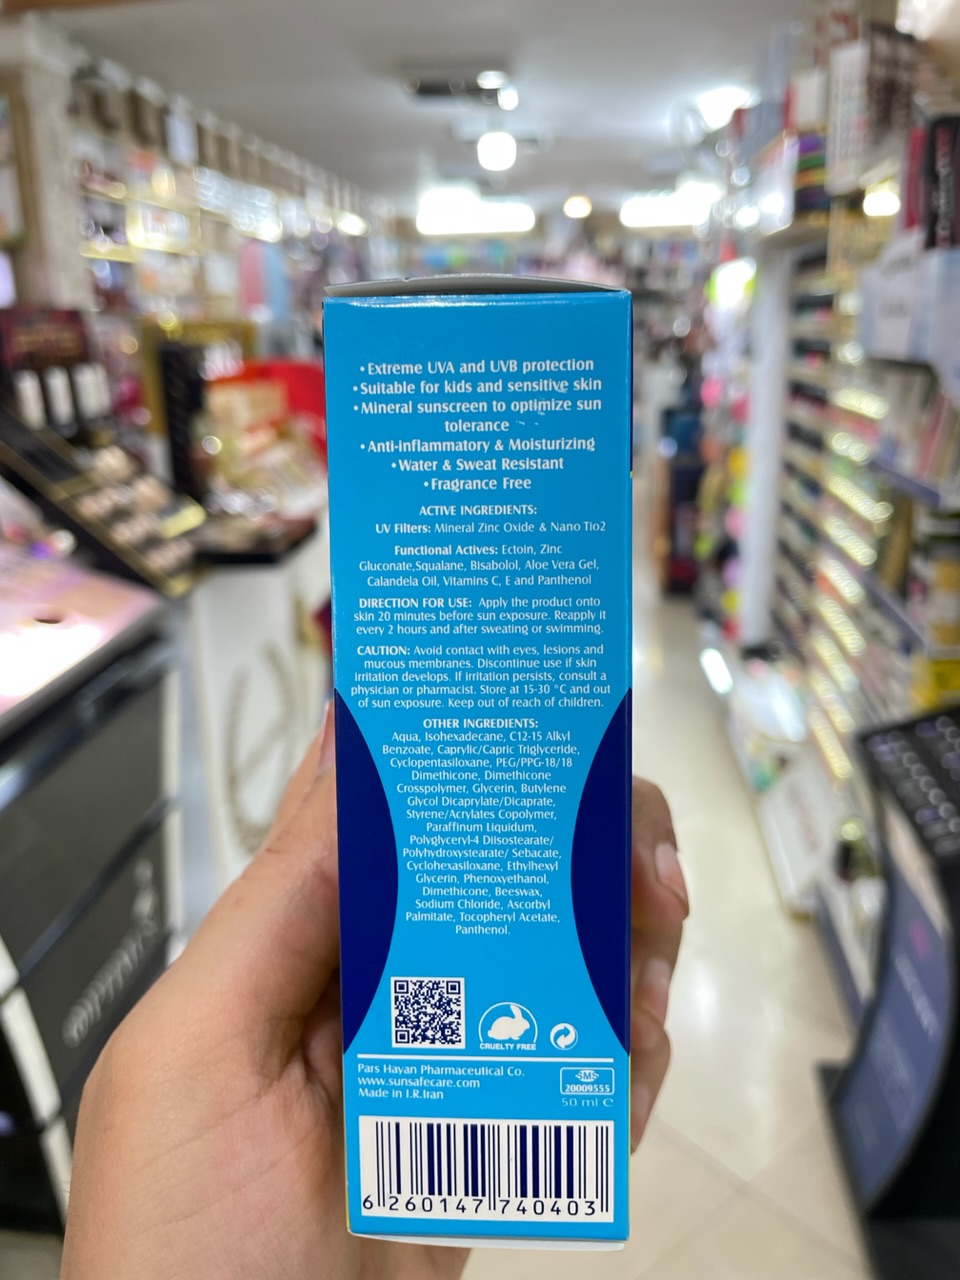 •Extreme UVA and UVB protection
•Suitable for kids and sensitive skin
•Mineral sunscreen to optimize sun
tolerance
•Anti-inflammatory & Moisturizing
•Water & Sweat Resistant
•Fragrance Free
ACTIVE INGREDIENTS:
UV Filters: Mineral Zinc Oxide & Nano Tio2
Functional Actives: Ectoin, Zinc
Gluconate,Squalane, Bisabolol, Aloe Vera Gel,
Calandela Oil, Vitamins C, E and Panthenol
DIRECTION FOR USE: Apply the product onto
skin 20 minutes before sun exposure. Reapply it
every 2 hours and after sweating or swimming.
CAUTION: Avoid contact with eyes, lesions and
mucous membranes. Discontinue use if skin
irritation develops. If irritation persists, consult a
physician or pharmacist. Store at 15-30 °C and out
of sun exposure. Keep out of reach of children.
OTHER INGREDIENTS:
Aqua, Isohexadecane, C12-15 Alkyl
Benzoate, Caprylic/Capric Triglyceride,
Cyclopentasiloxane, PEG/PPG-18/18
Dimethicone, Dimethicone
Crosspolymer, Glycerin, Butylene
Glycol Dicaprylate/Dicaprate,
Styrene/Acrylates Copolymer,
Paraffinum Liquidum,
Polyglyceryl-4 Diisostearate/
Polyhydroxystearate/ Sebacate,
Cyclohexasiloxane, Ethylhexyl
Glycerin, Phenoxyethanol,
Dimethicone, Beeswax,
Sodium Chloride, Ascorbyl
Palmitate, Tocopheryl Acetate,
Panthenol.
CRUELTY FREE
Pars Hayan Pharmaceutical Co.
www.sunsafecare.com
Made in I.R.Iran
SMS
20009555
50 ml ℮
6 260147 740403